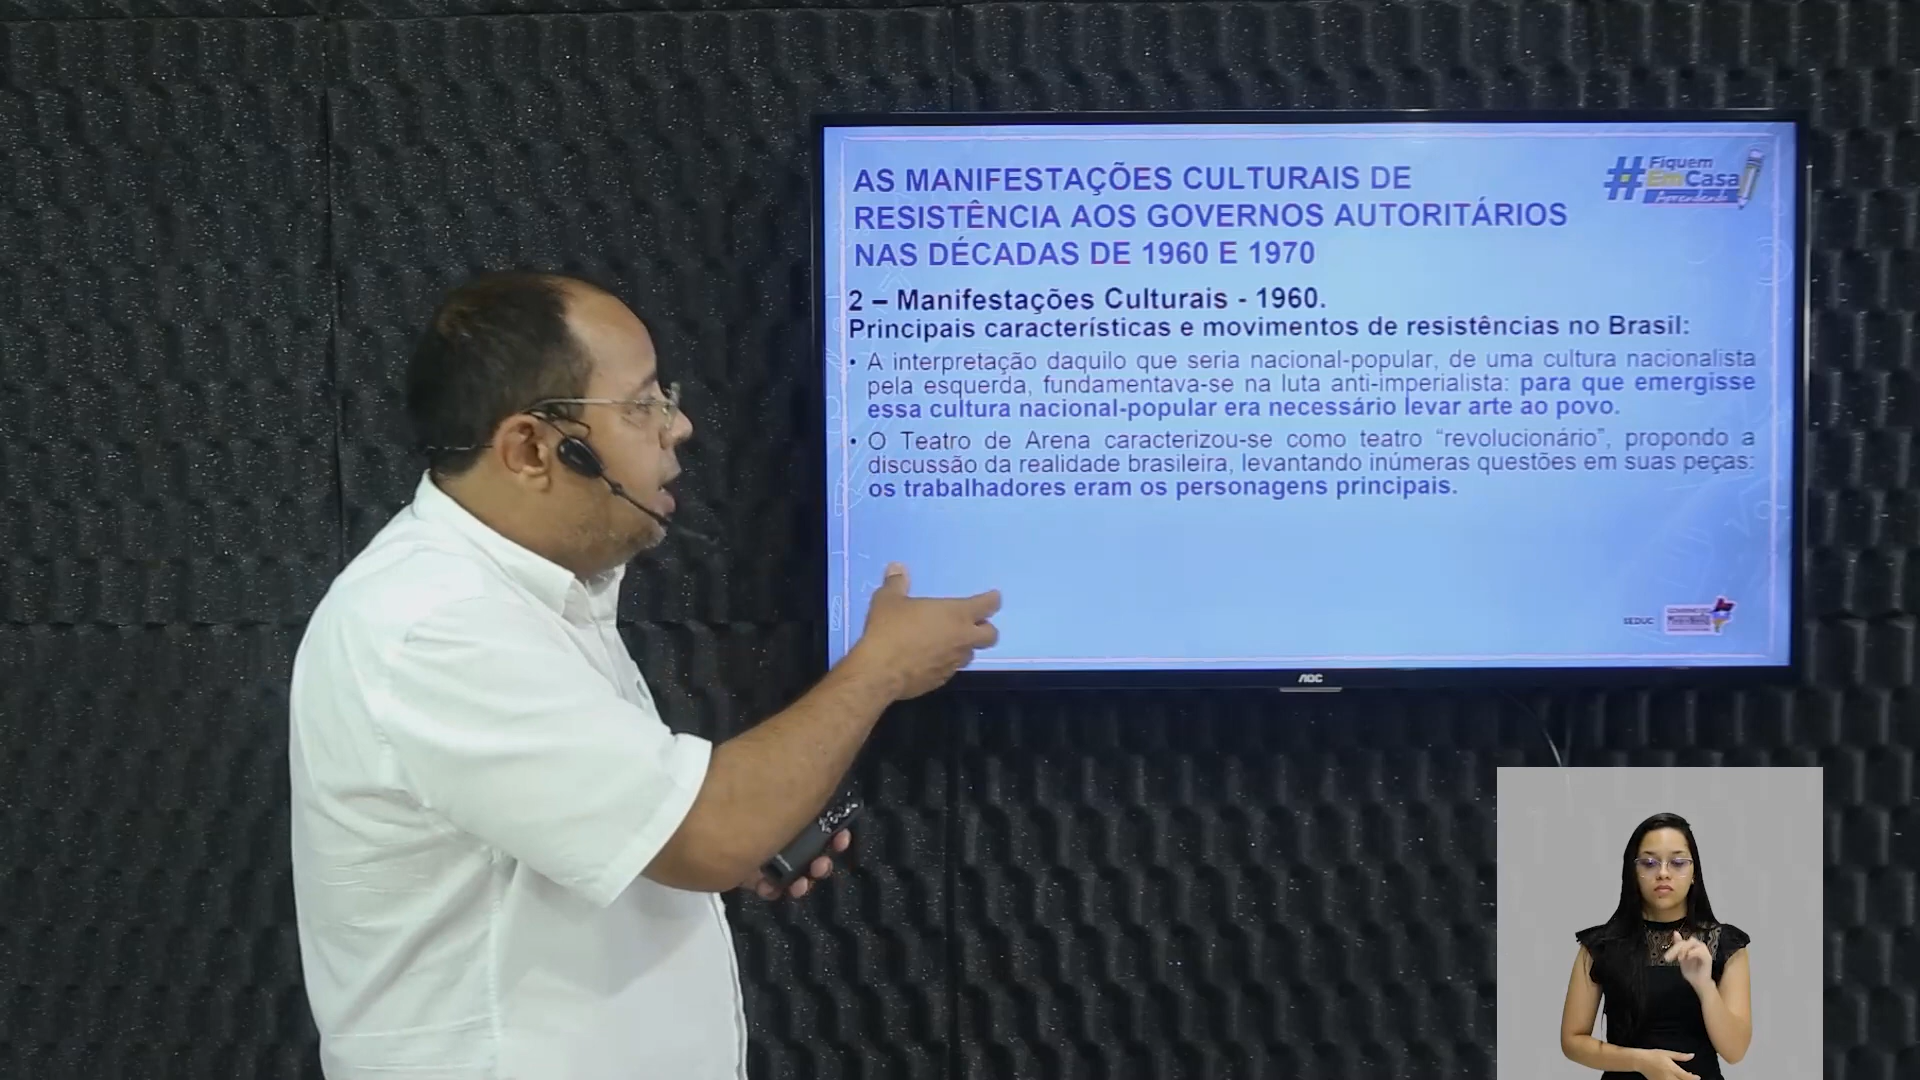 AS MANIFESTAÇÕES CULTURAIS DE
RESISTÊNCIA AOS GOVERNOS AUTORITÁRIOS
NAS DÉCADAS DE 1960 E 1970
#Fiquem
EmCasa
Aprendendo
2 – Manifestações Culturais - 1960.
Principais características e movimentos de resistências no Brasil:
• A interpretação daquilo que seria nacional-popular, de uma cultura nacionalista
pela esquerda, fundamentava-se na luta anti-imperialista: para que emergisse
essa cultura nacional-popular era necessário levar arte ao povo.
• O Teatro de Arena caracterizou-se como teatro “revolucionário”, propondo a
discussão da realidade brasileira, levantando inúmeras questões em suas peças:
os trabalhadores eram os personagens principais.
SEDUC
AOC